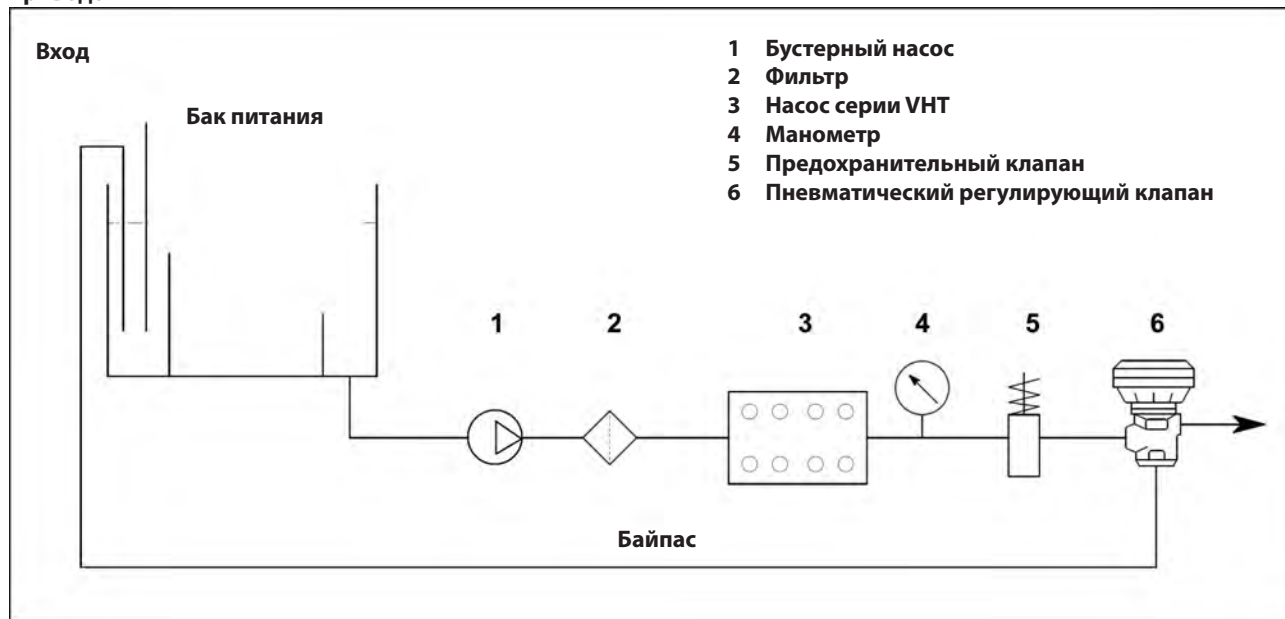 Вход
Бак питания
1 Бустерный насос
2 Фильтр
3 Насос серии VHT
4 Манометр
5 Предохранительный клапан
6 Пневматический регулирующий клапан
1 2 3 4 5 6
Байпас